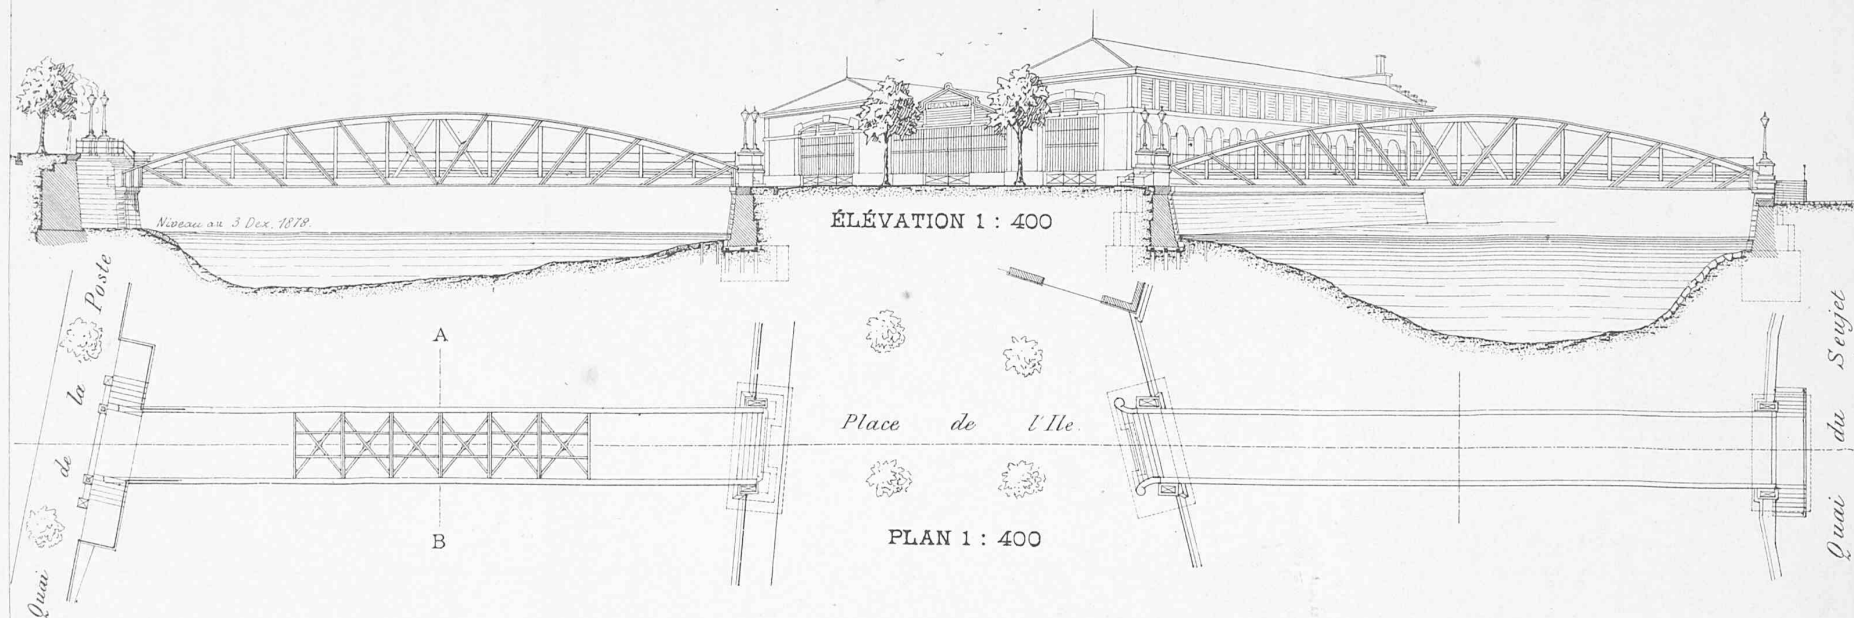 Niveau au 3 Dex. 1878.
ÉLÉVATION 1 : 400
Quai de la Poste
A
Place de l'Ile.
B
PLAN 1 : 400
Quai du Seujet